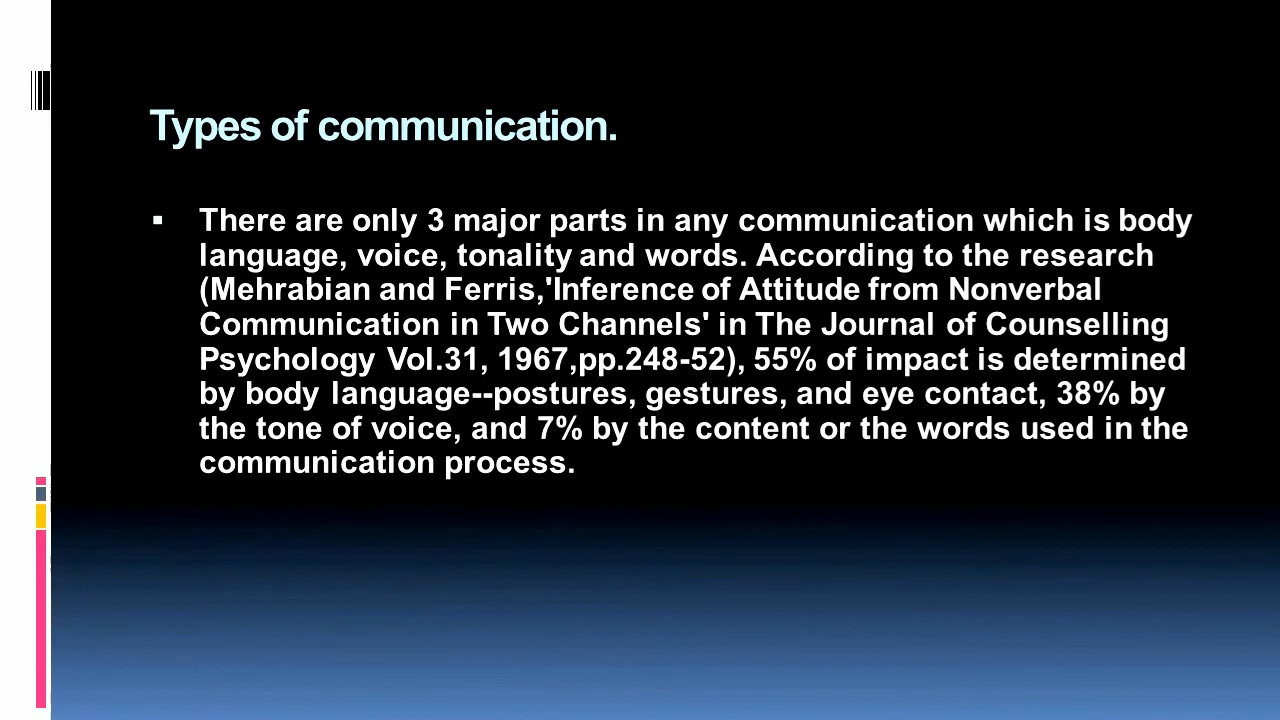 Types of communication.
▪ There are only 3 major parts in any communication which is body
language, voice, tonality and words. According to the research
(Mehrabian and Ferris,'Inference of Attitude from Nonverbal
Communication in Two Channels' in The Journal of Counselling
Psychology Vol.31, 1967,pp.248-52), 55% of impact is determined
by body language--postures, gestures, and eye contact, 38% by
the tone of voice, and 7% by the content or the words used in the
communication process.